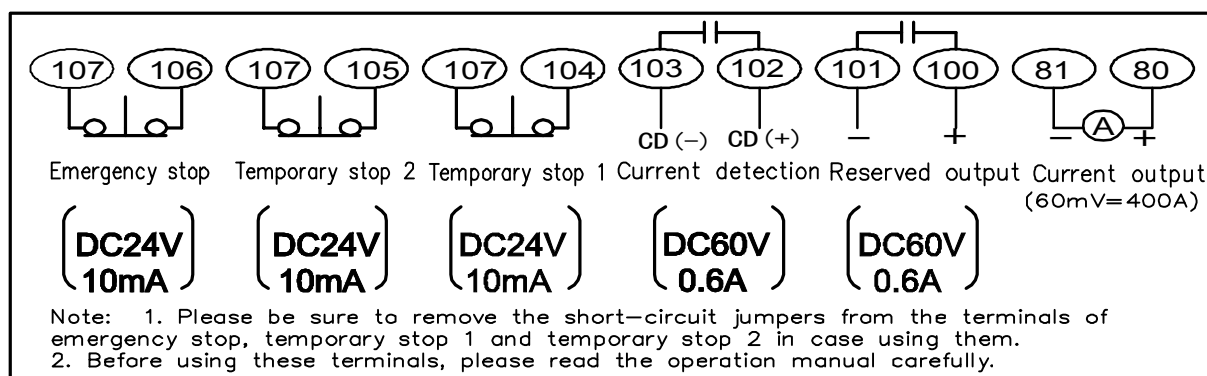 107 106 107 105 107 104 103 102 101 100 81 80
CD (−) CD (+) − + − A +
Emergency stop Temporary stop 2 Temporary stop 1 Current detection Reserved output Current output
(60mV=400A)
DC24V DC24V DC24V DC60V DC60V
10mA 10mA 10mA 0.6A 0.6A
Note: 1. Please be sure to remove the short−circuit jumpers from the terminals of
emergency stop, temporary stop 1 and temporary stop 2 in case using them.
2. Before using these terminals, please read the operation manual carefully.